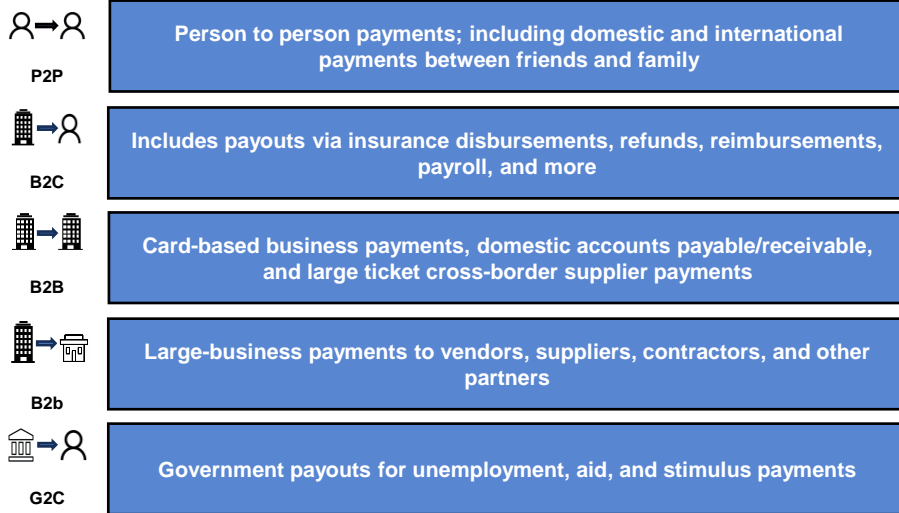 Person to person payments; including domestic and international
payments between friends and family
P2P
Includes payouts via insurance disbursements, refunds, reimbursements,
payroll, and more
B2C
Card-based business payments, domestic accounts payable/receivable,
and large ticket cross-border supplier payments
B2B
Large-business payments to vendors, suppliers, contractors, and other
partners
B2b
Government payouts for unemployment, aid, and stimulus payments
G2C